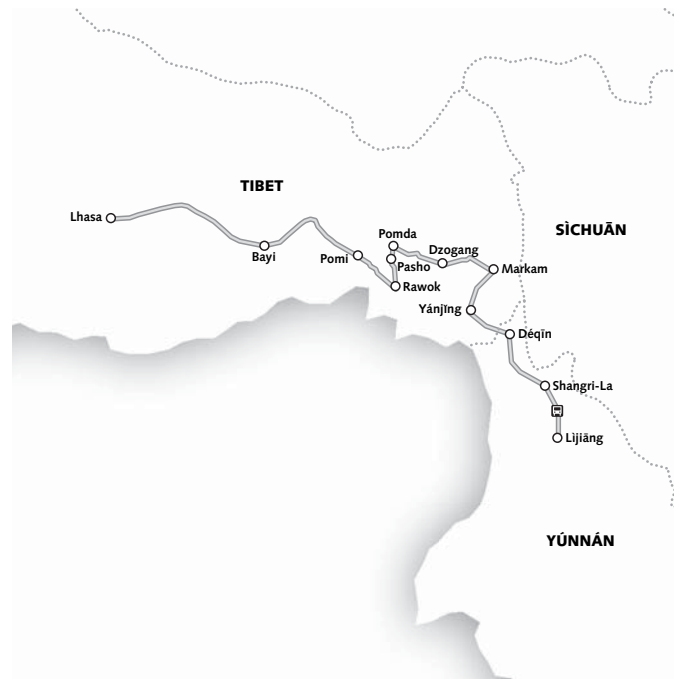 TIBET
SÌCHUĀN
Lhasa
Bayi
Pomi
Pomda
Pasho
Rawok
Dzogang
Markam
Yánjǐng
Déqīn
Shangri-La
Lìjiāng
YÚNNÁN